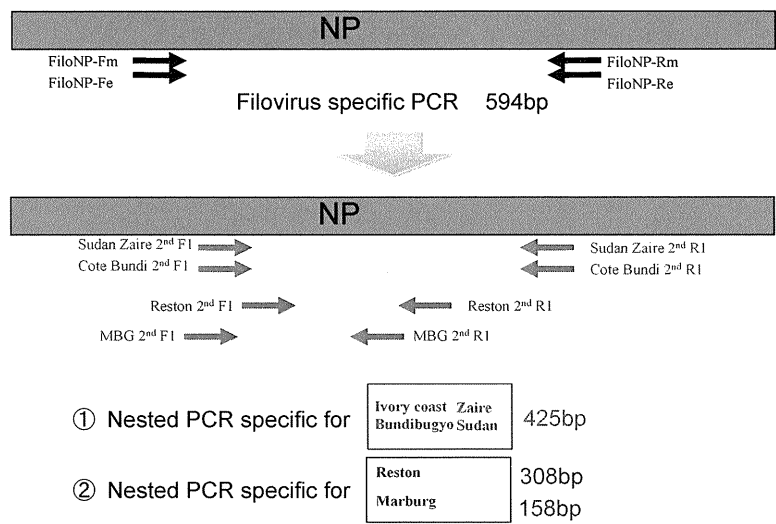 NP
FiloNP-Fm
FiloNP-Rm
FiloNP-Fe
FiloNP-Re
Filovirus specific PCR 594bp
NP
Sudan Zaire 2nd F1
Sudan Zaire 2nd R1
Cote Bundi 2nd F1
Cote Bundi 2nd R1
Reston 2nd F1
Reston 2nd R1
MBG 2nd F1
MBG 2nd R1
① Nested PCR specific for
Ivory coast Zaire
Bundibugyo Sudan
425bp
② Nested PCR specific for
Reston
308bp
Marburg
158bp